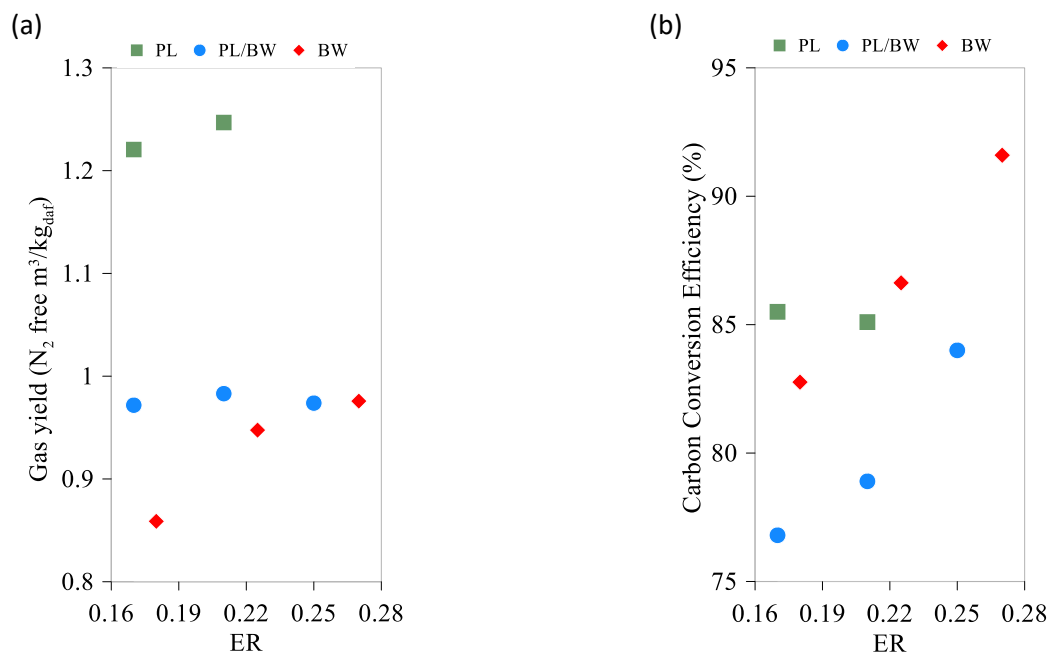 (a)
PL PL/BW BW
1.3
1.2
1.1
1
0.9
0.8
Gas yield (N₂ free m³/kg_daf)
0.16 0.19 0.22 0.25 0.28
ER
(b)
PL PL/BW BW
95
90
85
80
75
Carbon Conversion Efficiency (%)
0.16 0.19 0.22 0.25 0.28
ER